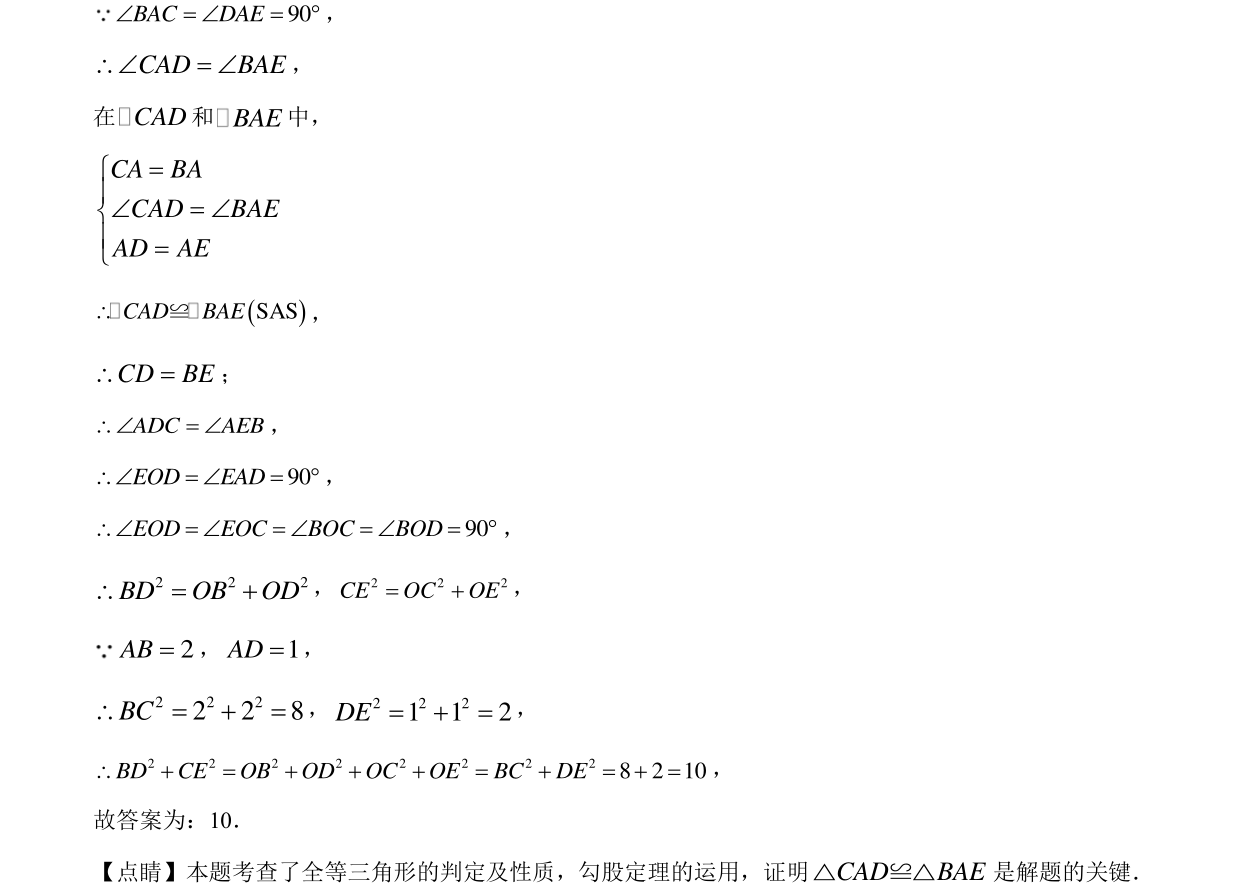 ∵∠BAC=∠DAE=90°，
∴∠CAD=∠BAE，
在□CAD和□BAE中，
CA=BA
∠CAD=∠BAE
AD=AE
∴□CAD≌□BAE(SAS)，
∴CD=BE；
∴∠ADC=∠AEB，
∴∠EOD=∠EAD=90°，
∴∠EOD=∠EOC=∠BOC=∠BOD=90°，
∴BD²=OB²+OD²，CE²=OC²+OE²，
∵AB=2，AD=1，
∴BC²=2²+2²=8，DE²=1²+1²=2，
∴BD²+CE²=OB²+OD²+OC²+OE²=BC²+DE²=8+2=10，
故答案为：10．
【点睛】本题考查了全等三角形的判定及性质，勾股定理的运用，证明△CAD≌△BAE是解题的关键．